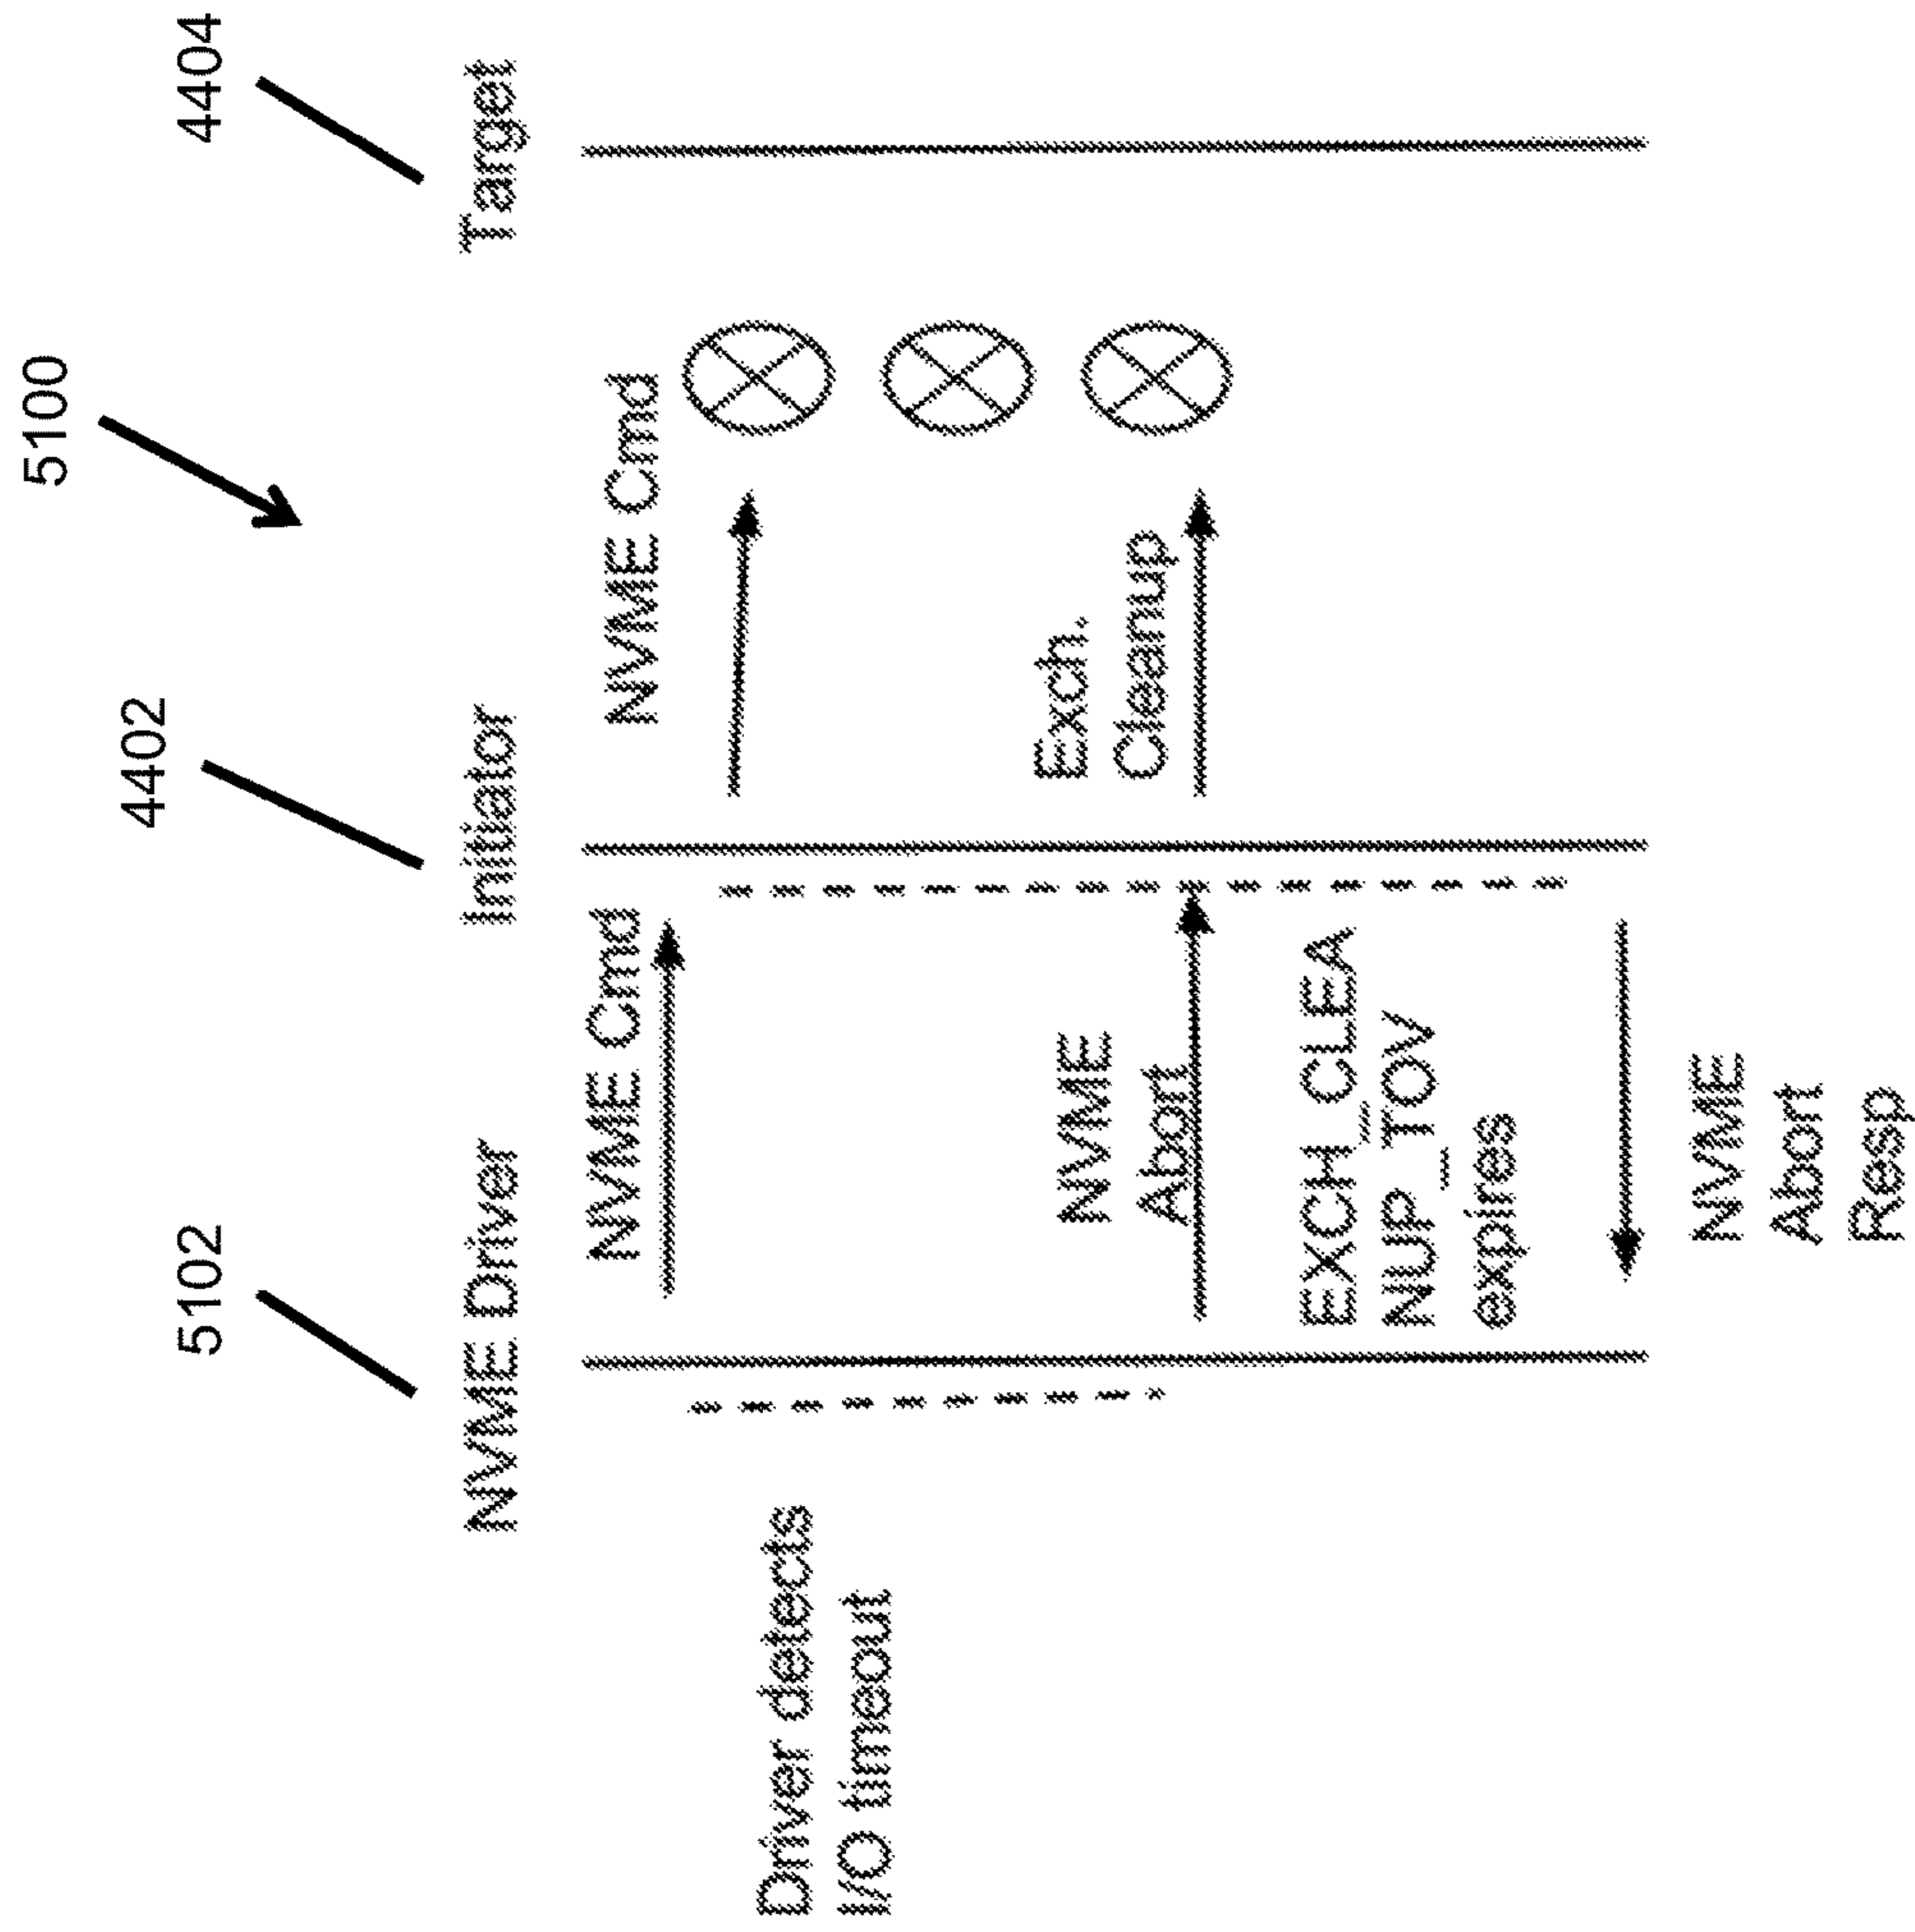 5100
5102
4402
4404
NVME Driver
Initiator
Target
NVME Cmd
NVME Cmd
Driver detects
I/O timeout
NVME
Abort
Exch.
Cleanup
EXCH_CLEA
NUP_TOV
expires
NVME
Abort
Resp